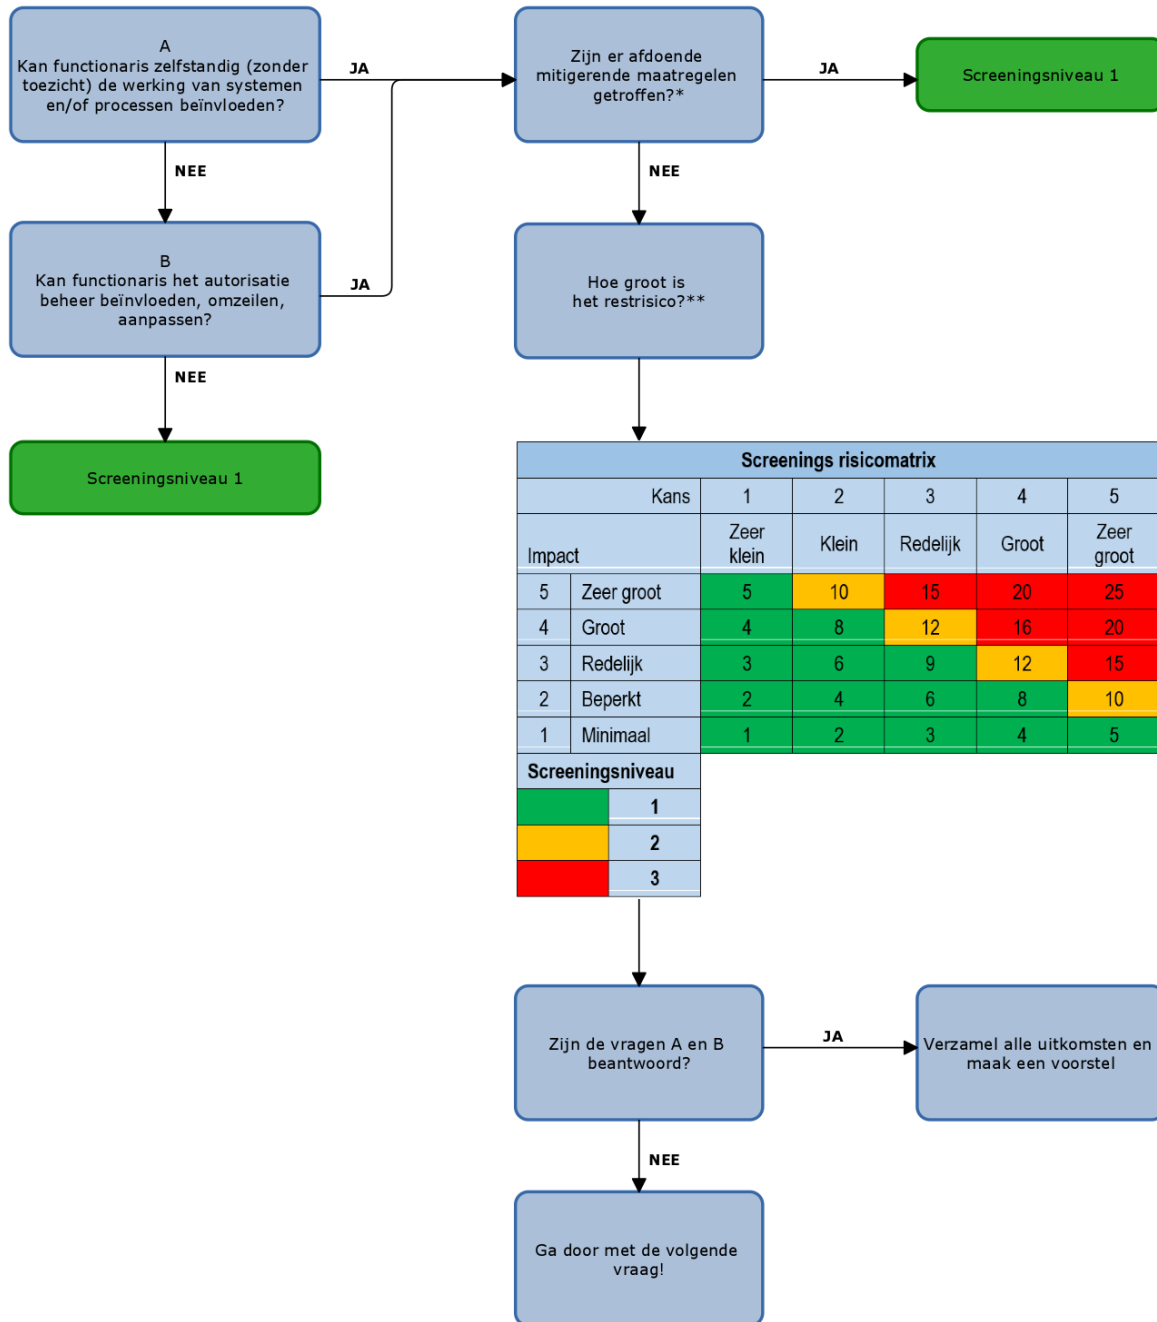 A
Kan functionaris zelfstandig (zonder
toezicht) de werking van systemen
en/of processen beïnvloeden?
JA
Zijn er afdoende
mitigerende maatregelen
getroffen?*
JA
Screeningsniveau 1
NEE
NEE
B
Kan functionaris het autorisatie
beheer beïnvloeden, omzeilen,
aanpassen?
JA
Hoe groot is
het restrisico?**
NEE
Screeningsniveau 1
Screenings risicomatrix
Kans 1 2 3 4 5
Impact Zeer klein Klein Redelijk Groot Zeer groot
5 Zeer groot 5 10 15 20 25
4 Groot 4 8 12 16 20
3 Redelijk 3 6 9 12 15
2 Beperkt 2 4 6 8 10
1 Minimaal 1 2 3 4 5
Screeningsniveau
1
2
3
Zijn de vragen A en B
beantwoord?
JA
Verzamel alle uitkomsten en
maak een voorstel
NEE
Ga door met de volgende
vraag!